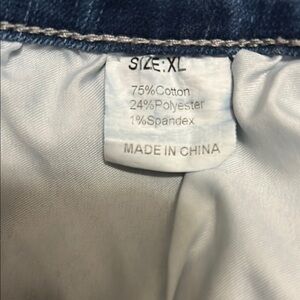 SIZE:XL
75%Cotton
24%Polyester
1%Spandex
MADE IN CHINA